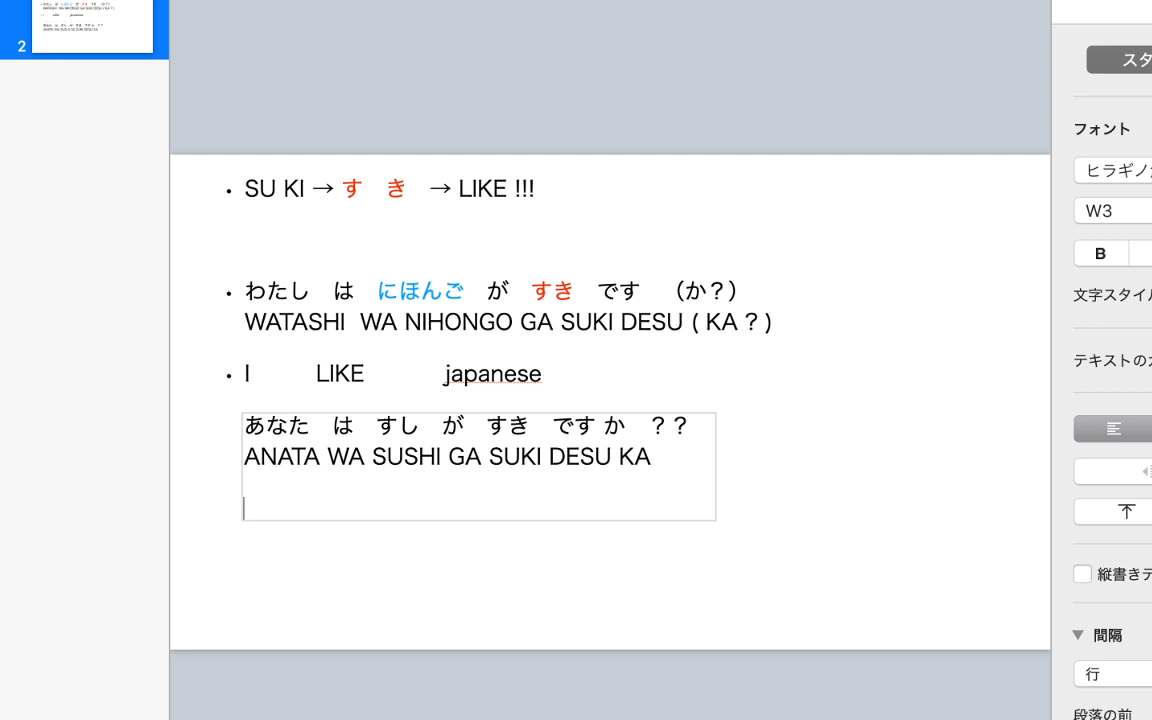 2
• SU KI → す　き　→ LIKE !!!
• わたし　は　にほんご　が　すき　です　（か？）
WATASHI  WA NIHONGO GA SUKI DESU ( KA ? )
• I　　LIKE　　　japanese
あなた　は　すし　が　すき　です か　？？
ANATA WA SUSHI GA SUKI DESU KA
スタ
フォント
ヒラギノ
W3
B
文字スタイル
テキストの
縦書きテ
▼ 間隔
行
段落の前